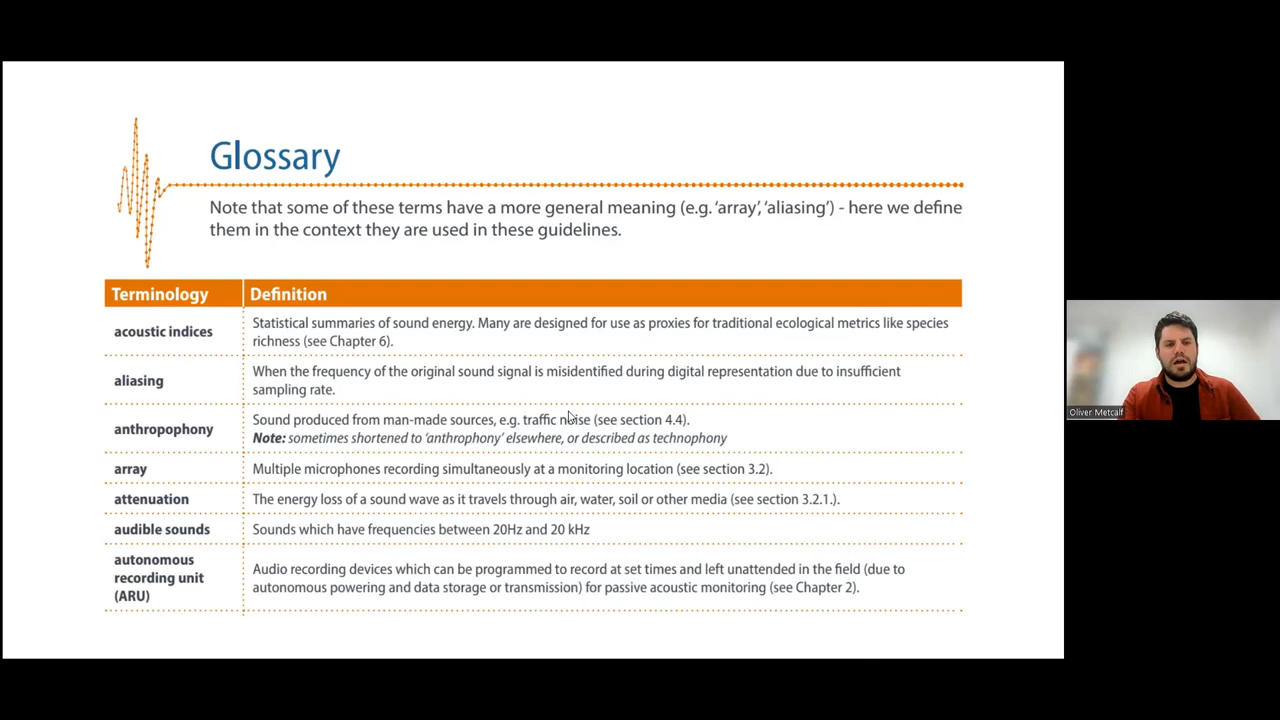 Glossary
Note that some of these terms have a more general meaning (e.g. ‘array’, ‘aliasing’) - here we define
them in the context they are used in these guidelines.
Terminology
Definition
acoustic indices
Statistical summaries of sound energy. Many are designed for use as proxies for traditional ecological metrics like species
richness (see Chapter 6).
aliasing
When the frequency of the original sound signal is misidentified during digital representation due to insufficient
sampling rate.
anthropophony
Sound produced from man-made sources, e.g. traffic noise (see section 4.4).
Note: sometimes shortened to ‘anthrophony’ elsewhere, or described as technophony
array
Multiple microphones recording simultaneously at a monitoring location (see section 3.2).
attenuation
The energy loss of a sound wave as it travels through air, water, soil or other media (see section 3.2.1.).
audible sounds
Sounds which have frequencies between 20Hz and 20 kHz
autonomous
recording unit
(ARU)
Audio recording devices which can be programmed to record at set times and left unattended in the field (due to
autonomous powering and data storage or transmission) for passive acoustic monitoring (see Chapter 2).
Oliver Metcalf